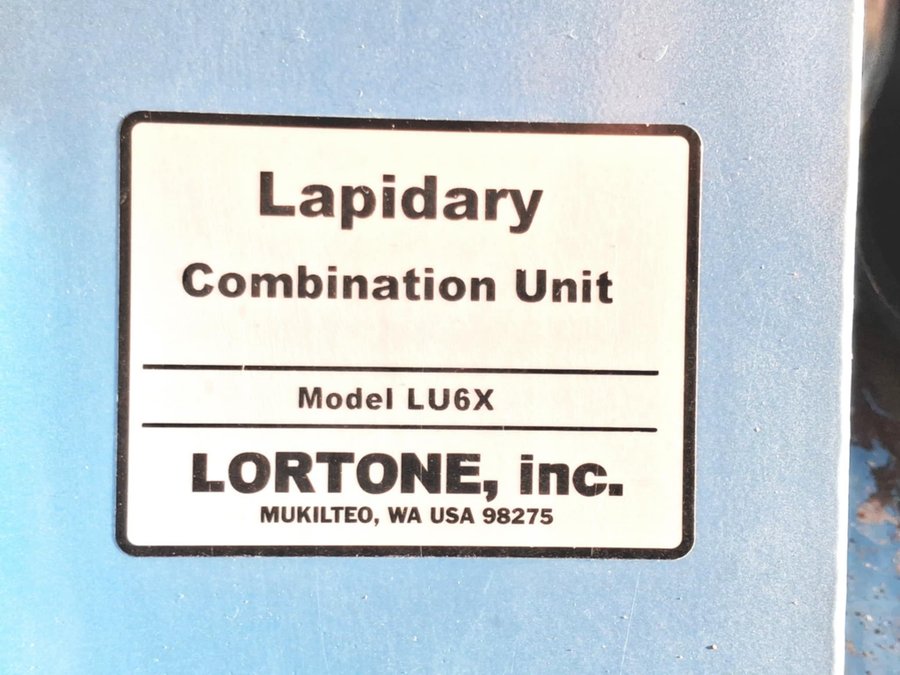 Lapidary
Combination Unit
Model LU6X
LORTONE, inc.
MUKILTEO, WA USA 98275